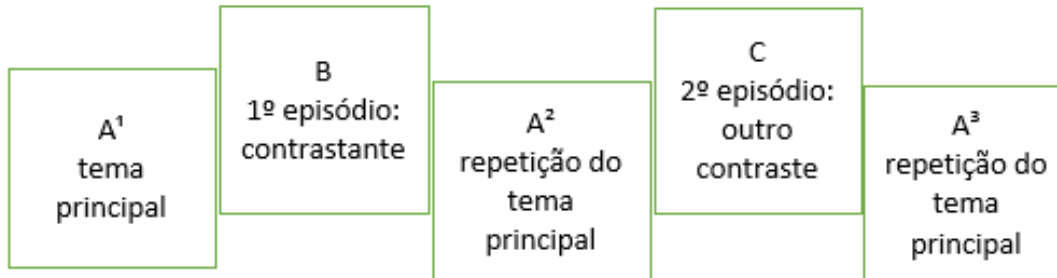 A¹
tema
principal
B
1º episódio:
contrastante
A²
repetição do
tema
principal
C
2º episódio:
outro
contraste
A³
repetição do
tema
principal